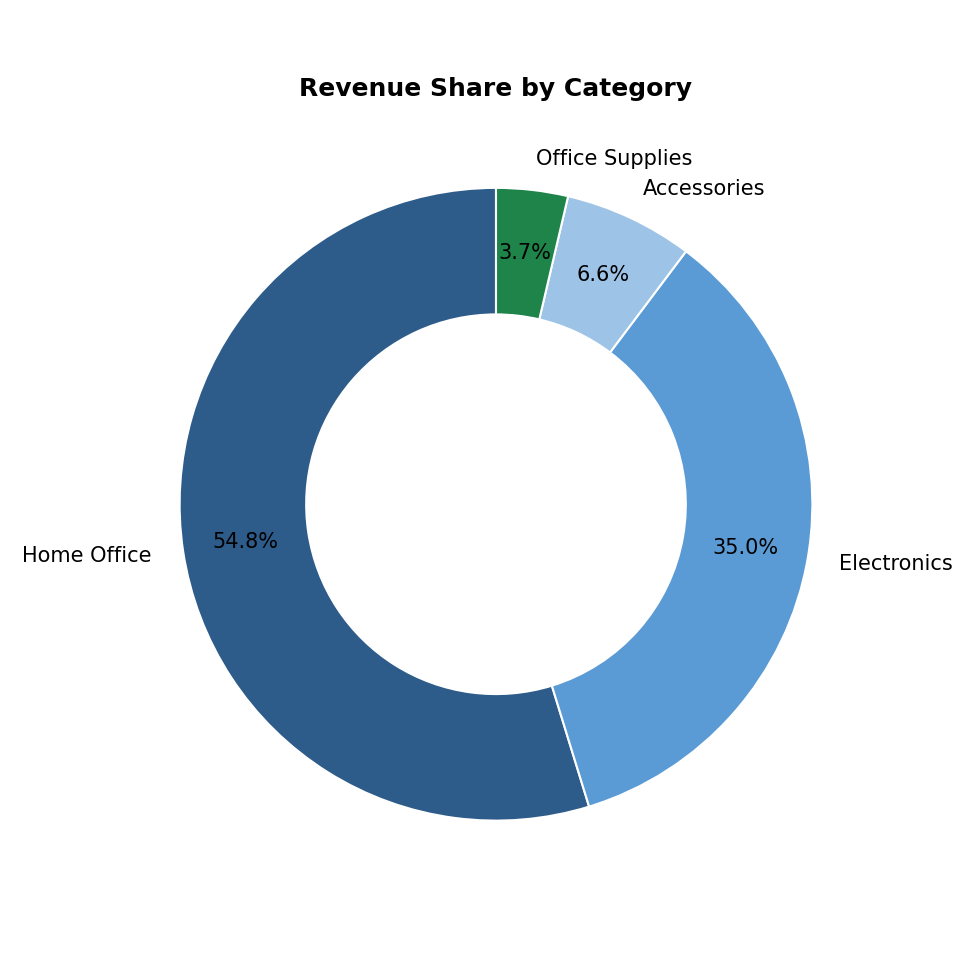 Revenue Share by Category
Office Supplies
Accessories
3.7%
6.6%
54.8%
35.0%
Home Office
Electronics